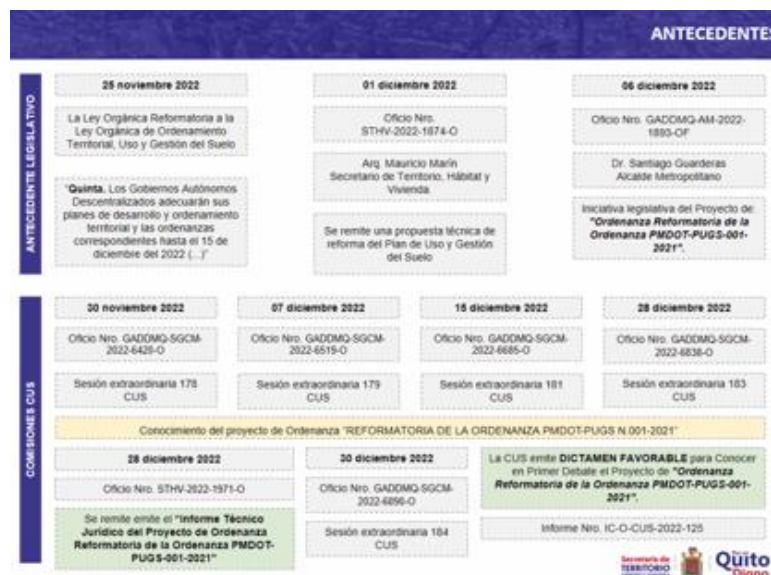 ANTECEDENTES
ANTECEDENTE LEGISLATIVO
25 noviembre 2022
La Ley Orgánica Reformatoria a la
Ley Orgánica de Ordenamiento
Territorial, Uso y Gestión del Suelo
"Quinta. Los Gobiernos Autónomos
Descentralizados adecuarán sus
planes de desarrollo y ordenamiento
territorial y las ordenanzas
correspondientes hasta el 15 de
diciembre del 2022 (...)"
01 diciembre 2022
Oficio Nro.
STHV-2022-1874-O
Arq. Mauricio Marín
Secretario de Territorio, Hábitat y
Vivienda
Se remite una propuesta técnica de
reforma del Plan de Uso y Gestión
del Suelo
06 diciembre 2022
Oficio Nro. GADDMQ-AM-2022-
1893-OF
Dr. Santiago Guarderas
Alcalde Metropolitano
Iniciativa legislativa del Proyecto de:
"Ordenanza Reformatoria de la
Ordenanza PMDOT-PUGS-001-
2021".
COMISIONES CUS
30 noviembre 2022
Oficio Nro. GADDMQ-SGCM-
2022-6420-O
Sesión extraordinaria 178
CUS
07 diciembre 2022
Oficio Nro. GADDMQ-SGCM-
2022-6519-O
Sesión extraordinaria 179
CUS
15 diciembre 2022
Oficio Nro. GADDMQ-SGCM-
2022-6685-O
Sesión extraordinaria 181
CUS
28 diciembre 2022
Oficio Nro. GADDMQ-SGCM-
2022-6838-O
Sesión extraordinaria 183
CUS
Conocimiento del proyecto de Ordenanza "REFORMATORIA DE LA ORDENANZA PMDOT-PUGS N.001-2021"
28 diciembre 2022
Oficio Nro. STHV-2022-1971-O
Se remite emite el "Informe Técnico
Jurídico del Proyecto de Ordenanza
Reformatoria de la Ordenanza PMDOT-
PUGS-001-2021"
30 diciembre 2022
Oficio Nro. GADDMQ-SGCM-
2022-6896-O
Sesión extraordinaria 184
CUS
La CUS emite DICTAMEN FAVORABLE para Conocer
en Primer Debate el Proyecto de "Ordenanza
Reformatoria de la Ordenanza PMDOT-PUGS-001-
2021".
Informe Nro. IC-O-CUS-2022-125
Secretaría de
TERRITORIO
Quito
Digno